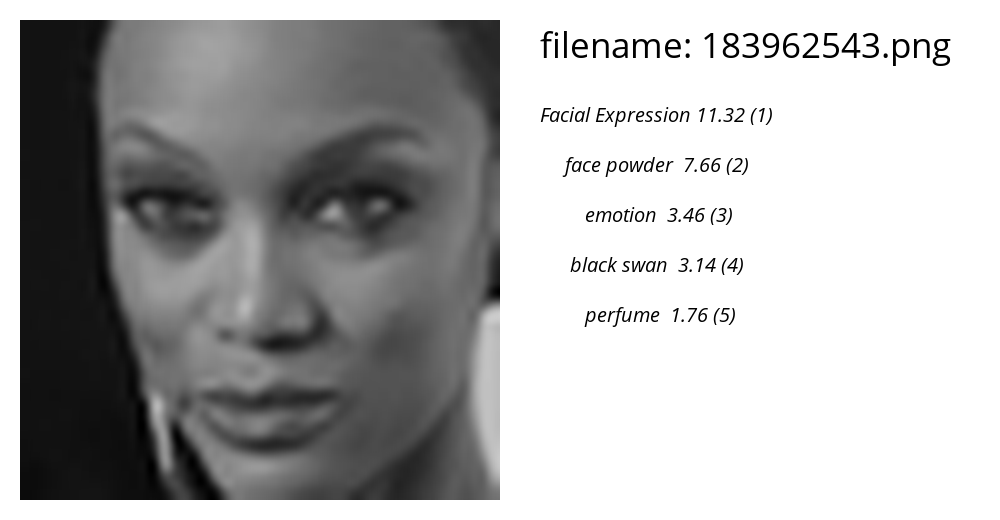 filename: 183962543.png
Facial Expression 11.32 (1)
face powder 7.66 (2)
emotion 3.46 (3)
black swan 3.14 (4)
perfume 1.76 (5)